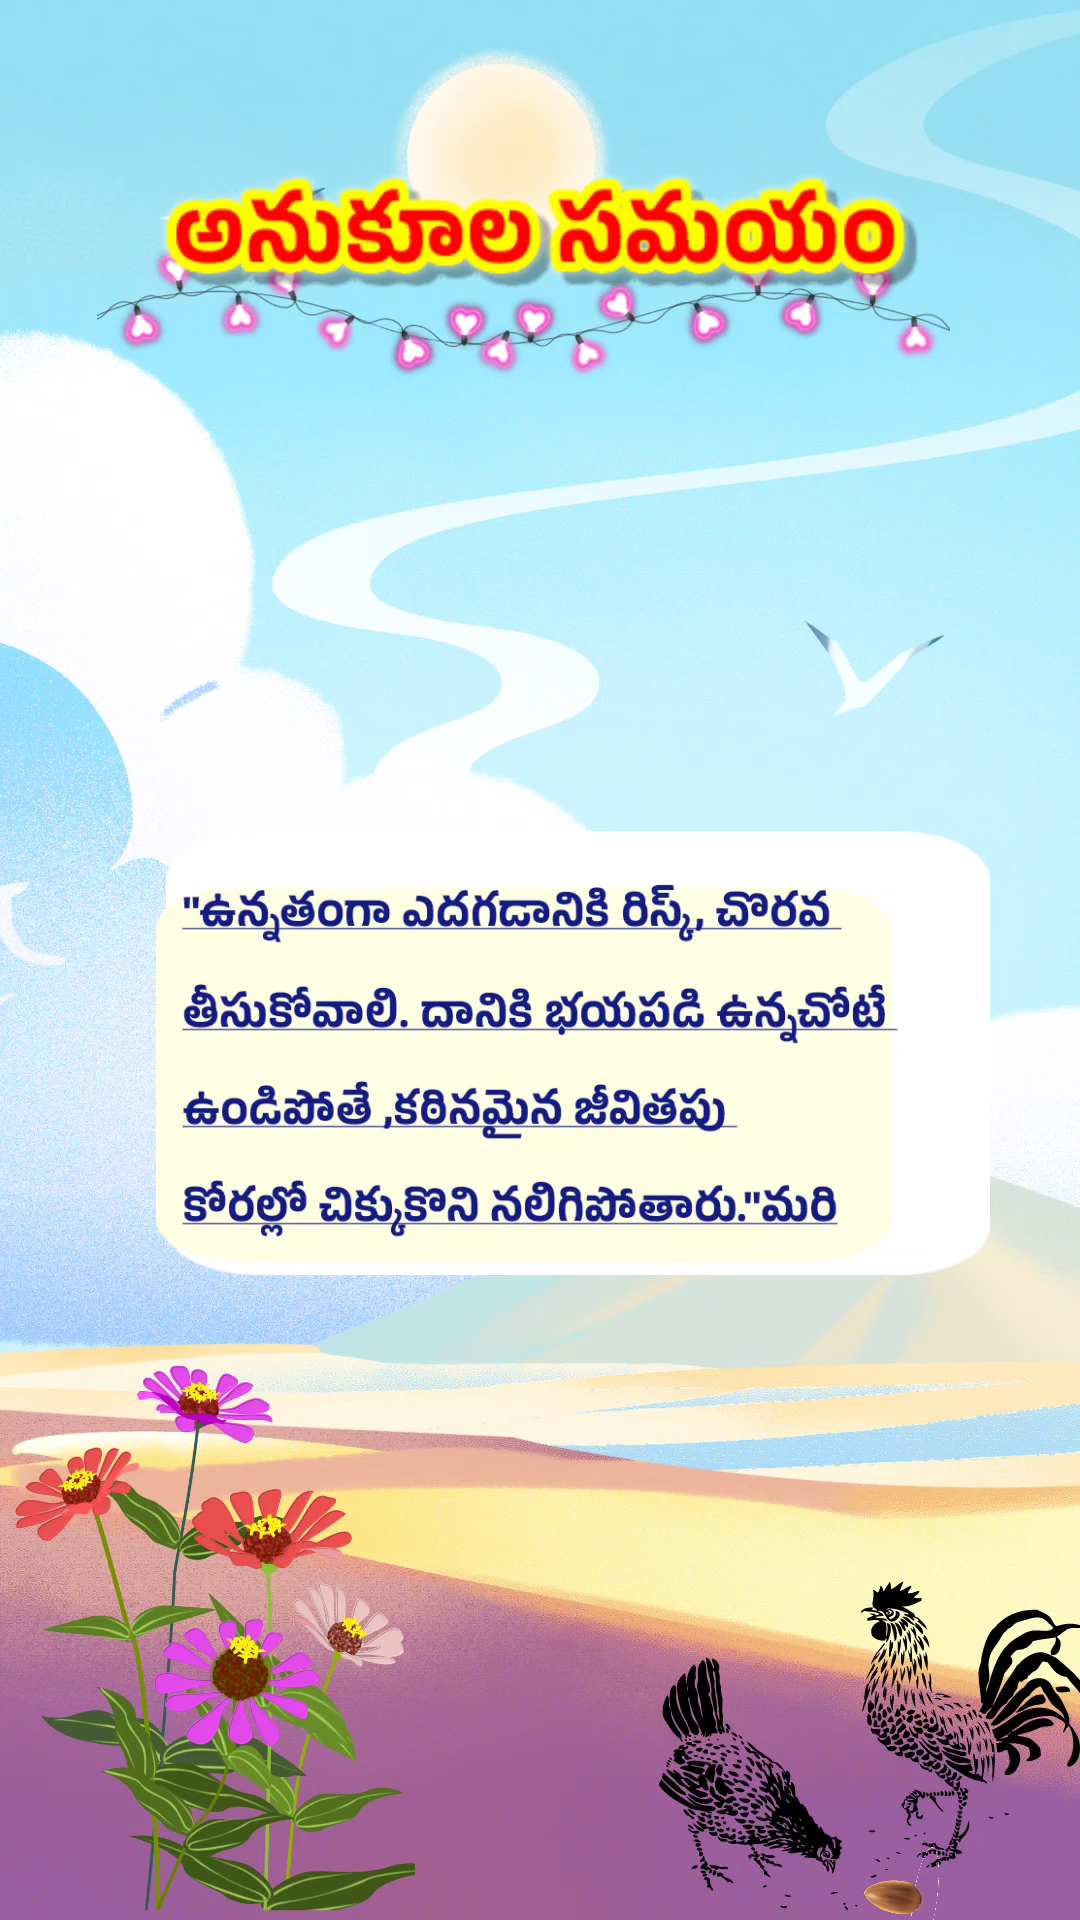 అనుకూల సమయం
"ఉన్నతంగా ఎదగడానికి రిస్క్, చొరవ
తీసుకోవాలి. దానికి భయపడి ఉన్నచోటే
ఉండిపోతే ,కఠినమైన జీవితపు
కోరల్లో చిక్కుకొని నలిగిపోతారు."మరి